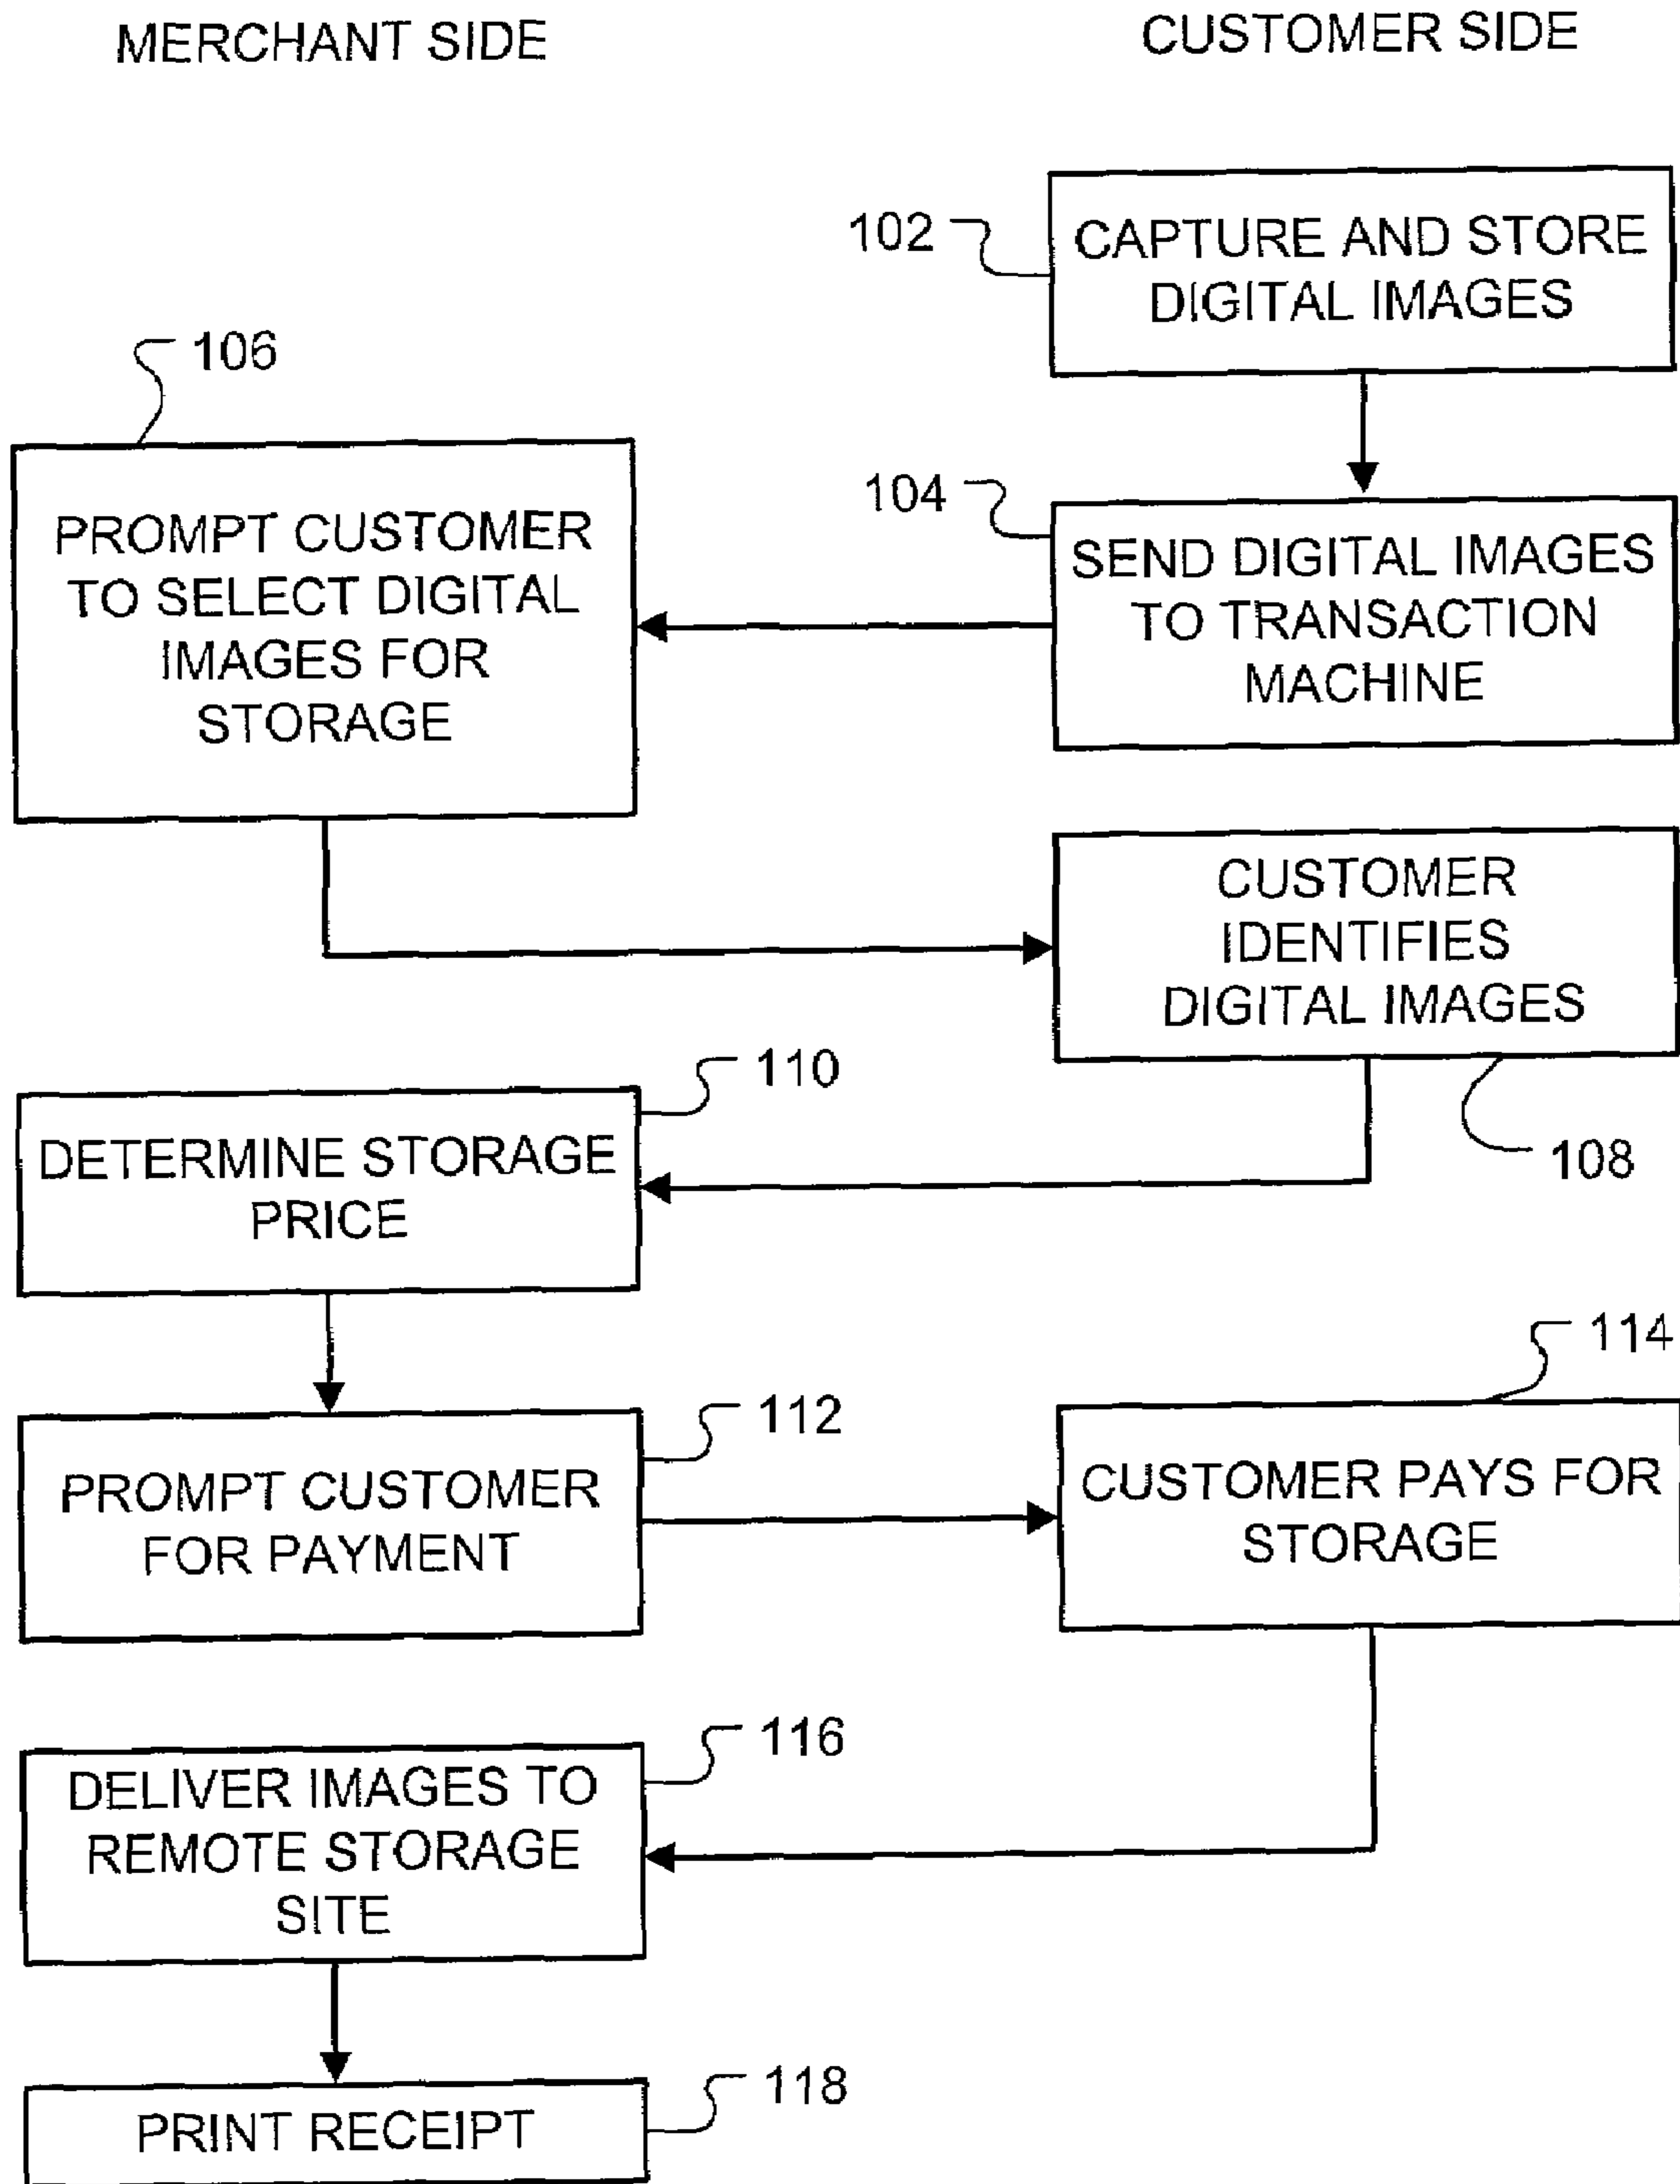 MERCHANT SIDE
CUSTOMER SIDE
102
CAPTURE AND STORE
DIGITAL IMAGES
106
PROMPT CUSTOMER
TO SELECT DIGITAL
IMAGES FOR
STORAGE
104
SEND DIGITAL IMAGES
TO TRANSACTION
MACHINE
CUSTOMER
IDENTIFIES
DIGITAL IMAGES
108
110
DETERMINE STORAGE
PRICE
112
PROMPT CUSTOMER
FOR PAYMENT
114
CUSTOMER PAYS FOR
STORAGE
116
DELIVER IMAGES TO
REMOTE STORAGE
SITE
118
PRINT RECEIPT